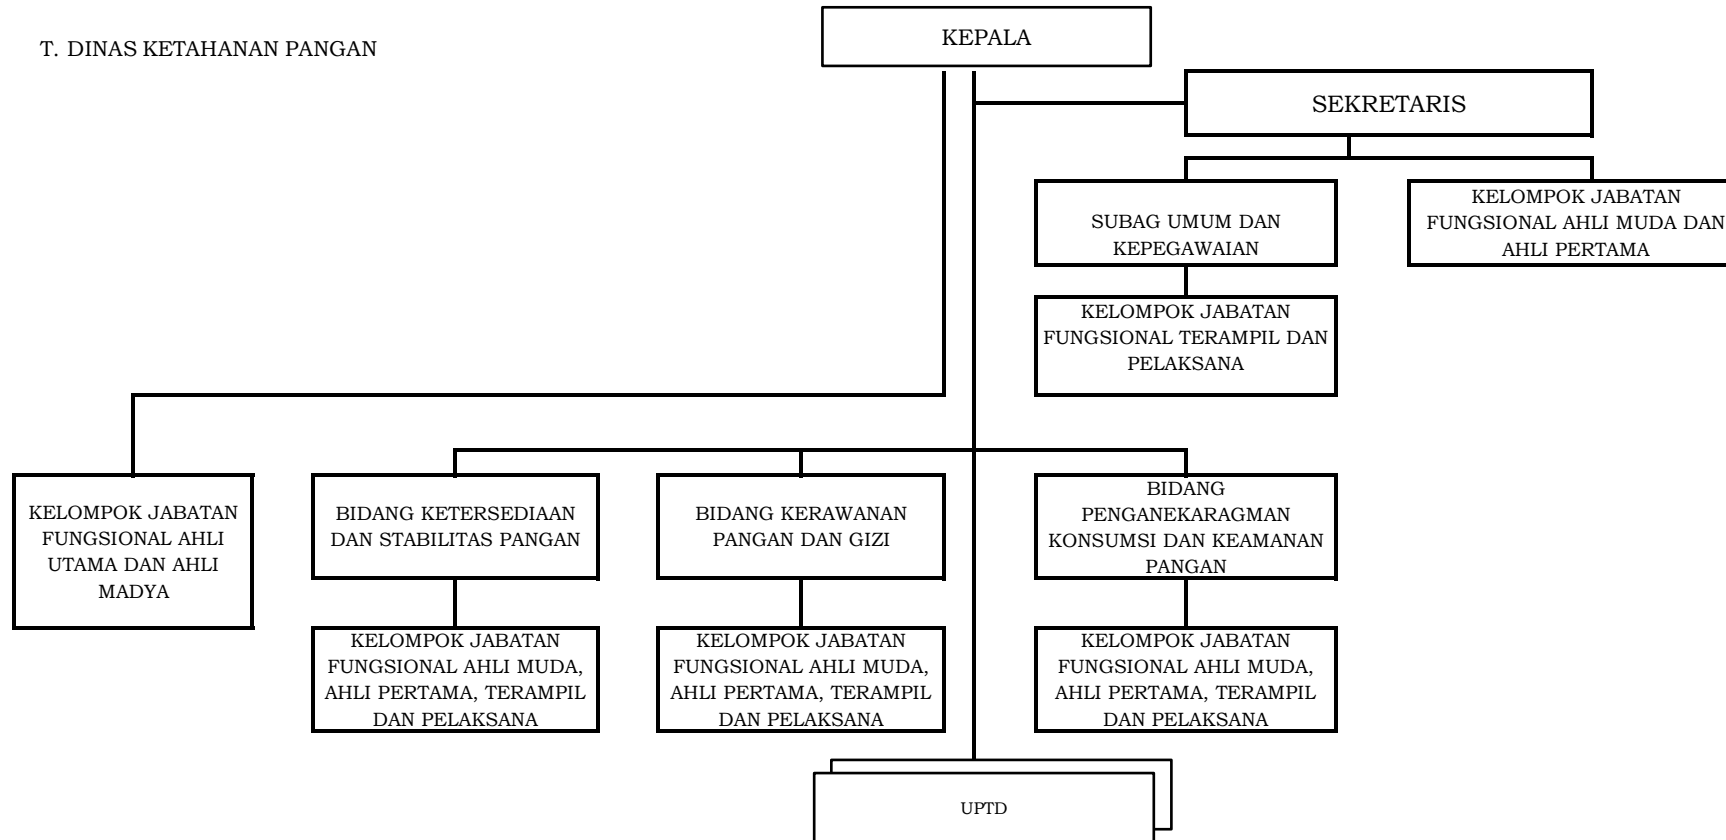 T. DINAS KETAHANAN PANGAN
KEPALA
SEKRETARIS
SUBAG UMUM DAN
KEPEGAWAIAN
KELOMPOK JABATAN
FUNGSIONAL AHLI MUDA DAN
AHLI PERTAMA
KELOMPOK JABATAN
FUNGSIONAL TERAMPIL DAN
PELAKSANA
KELOMPOK JABATAN
FUNGSIONAL AHLI
UTAMA DAN AHLI
MADYA
BIDANG KETERSEDIAAN
DAN STABILITAS PANGAN
BIDANG KERAWANAN
PANGAN DAN GIZI
BIDANG
PENGANEKARAGMAN
KONSUMSI DAN KEAMANAN
PANGAN
KELOMPOK JABATAN
FUNGSIONAL AHLI MUDA,
AHLI PERTAMA, TERAMPIL
DAN PELAKSANA
KELOMPOK JABATAN
FUNGSIONAL AHLI MUDA,
AHLI PERTAMA, TERAMPIL
DAN PELAKSANA
KELOMPOK JABATAN
FUNGSIONAL AHLI MUDA,
AHLI PERTAMA, TERAMPIL
DAN PELAKSANA
UPTD